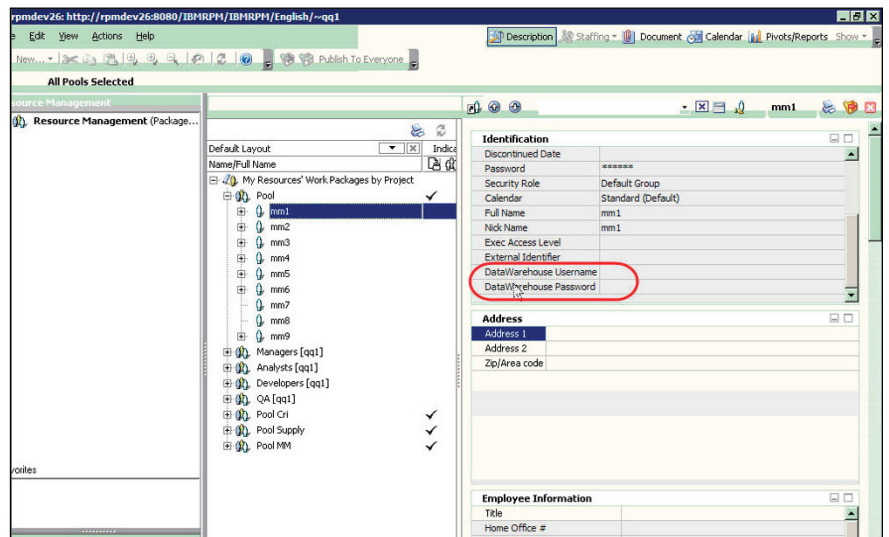 rpmdev26: http://rpmdev26:8080/IBMRPM/IBMRPM/English/~qq1
e Edit View Actions Help
Description Staffing Document Calendar Pivots/Reports Show
New... Publish To Everyone
All Pools Selected
source Management
Resource Management (Package...
mm1
Default Layout Indica
Name/Full Name
My Resources' Work Packages by Project
Pool
mm1
mm2
mm3
mm4
mm5
mm6
mm7
mm8
mm9
Managers [qq1]
Analysts [qq1]
Developers [qq1]
QA [qq1]
Pool Cri
Pool Supply
Pool MM
vorites
Identification
Discontinued Date
Password ******
Security Role Default Group
Calendar Standard (Default)
Full Name mm1
Nick Name mm1
Exec Access Level
External Identifier
DataWarehouse Username
DataWarehouse Password
Address
Address 1
Address 2
Zip/Area code
Employee Information
Title
Home Office #